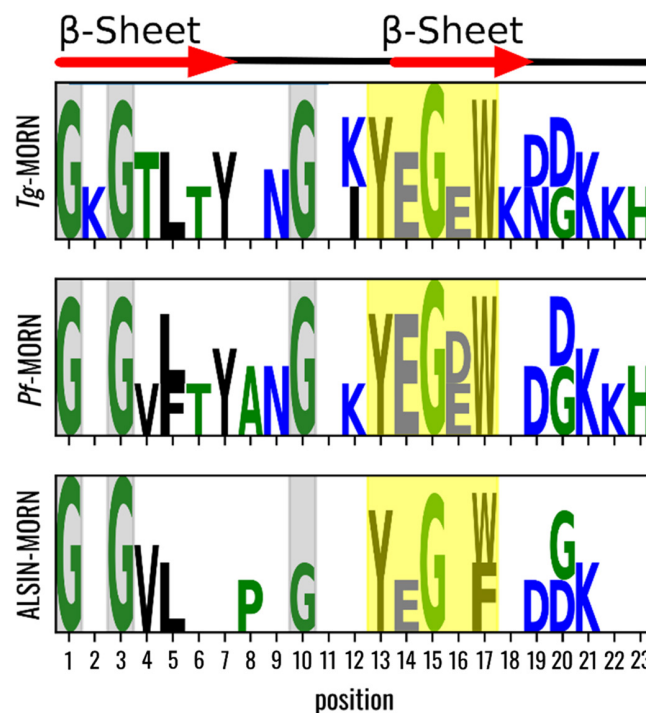 β-Sheet β-Sheet
Tg-MORN
G K G T L T Y N G K I Y E G E W K D N D G K K H
Pf-MORN
G G V L F T Y A N G K Y E G D E W D D G K K H
ALSIN-MORN
G G V L P G Y E G W F D G D K
1 2 3 4 5 6 7 8 9 10 11 12 13 14 15 16 17 18 19 20 21 22 23
position